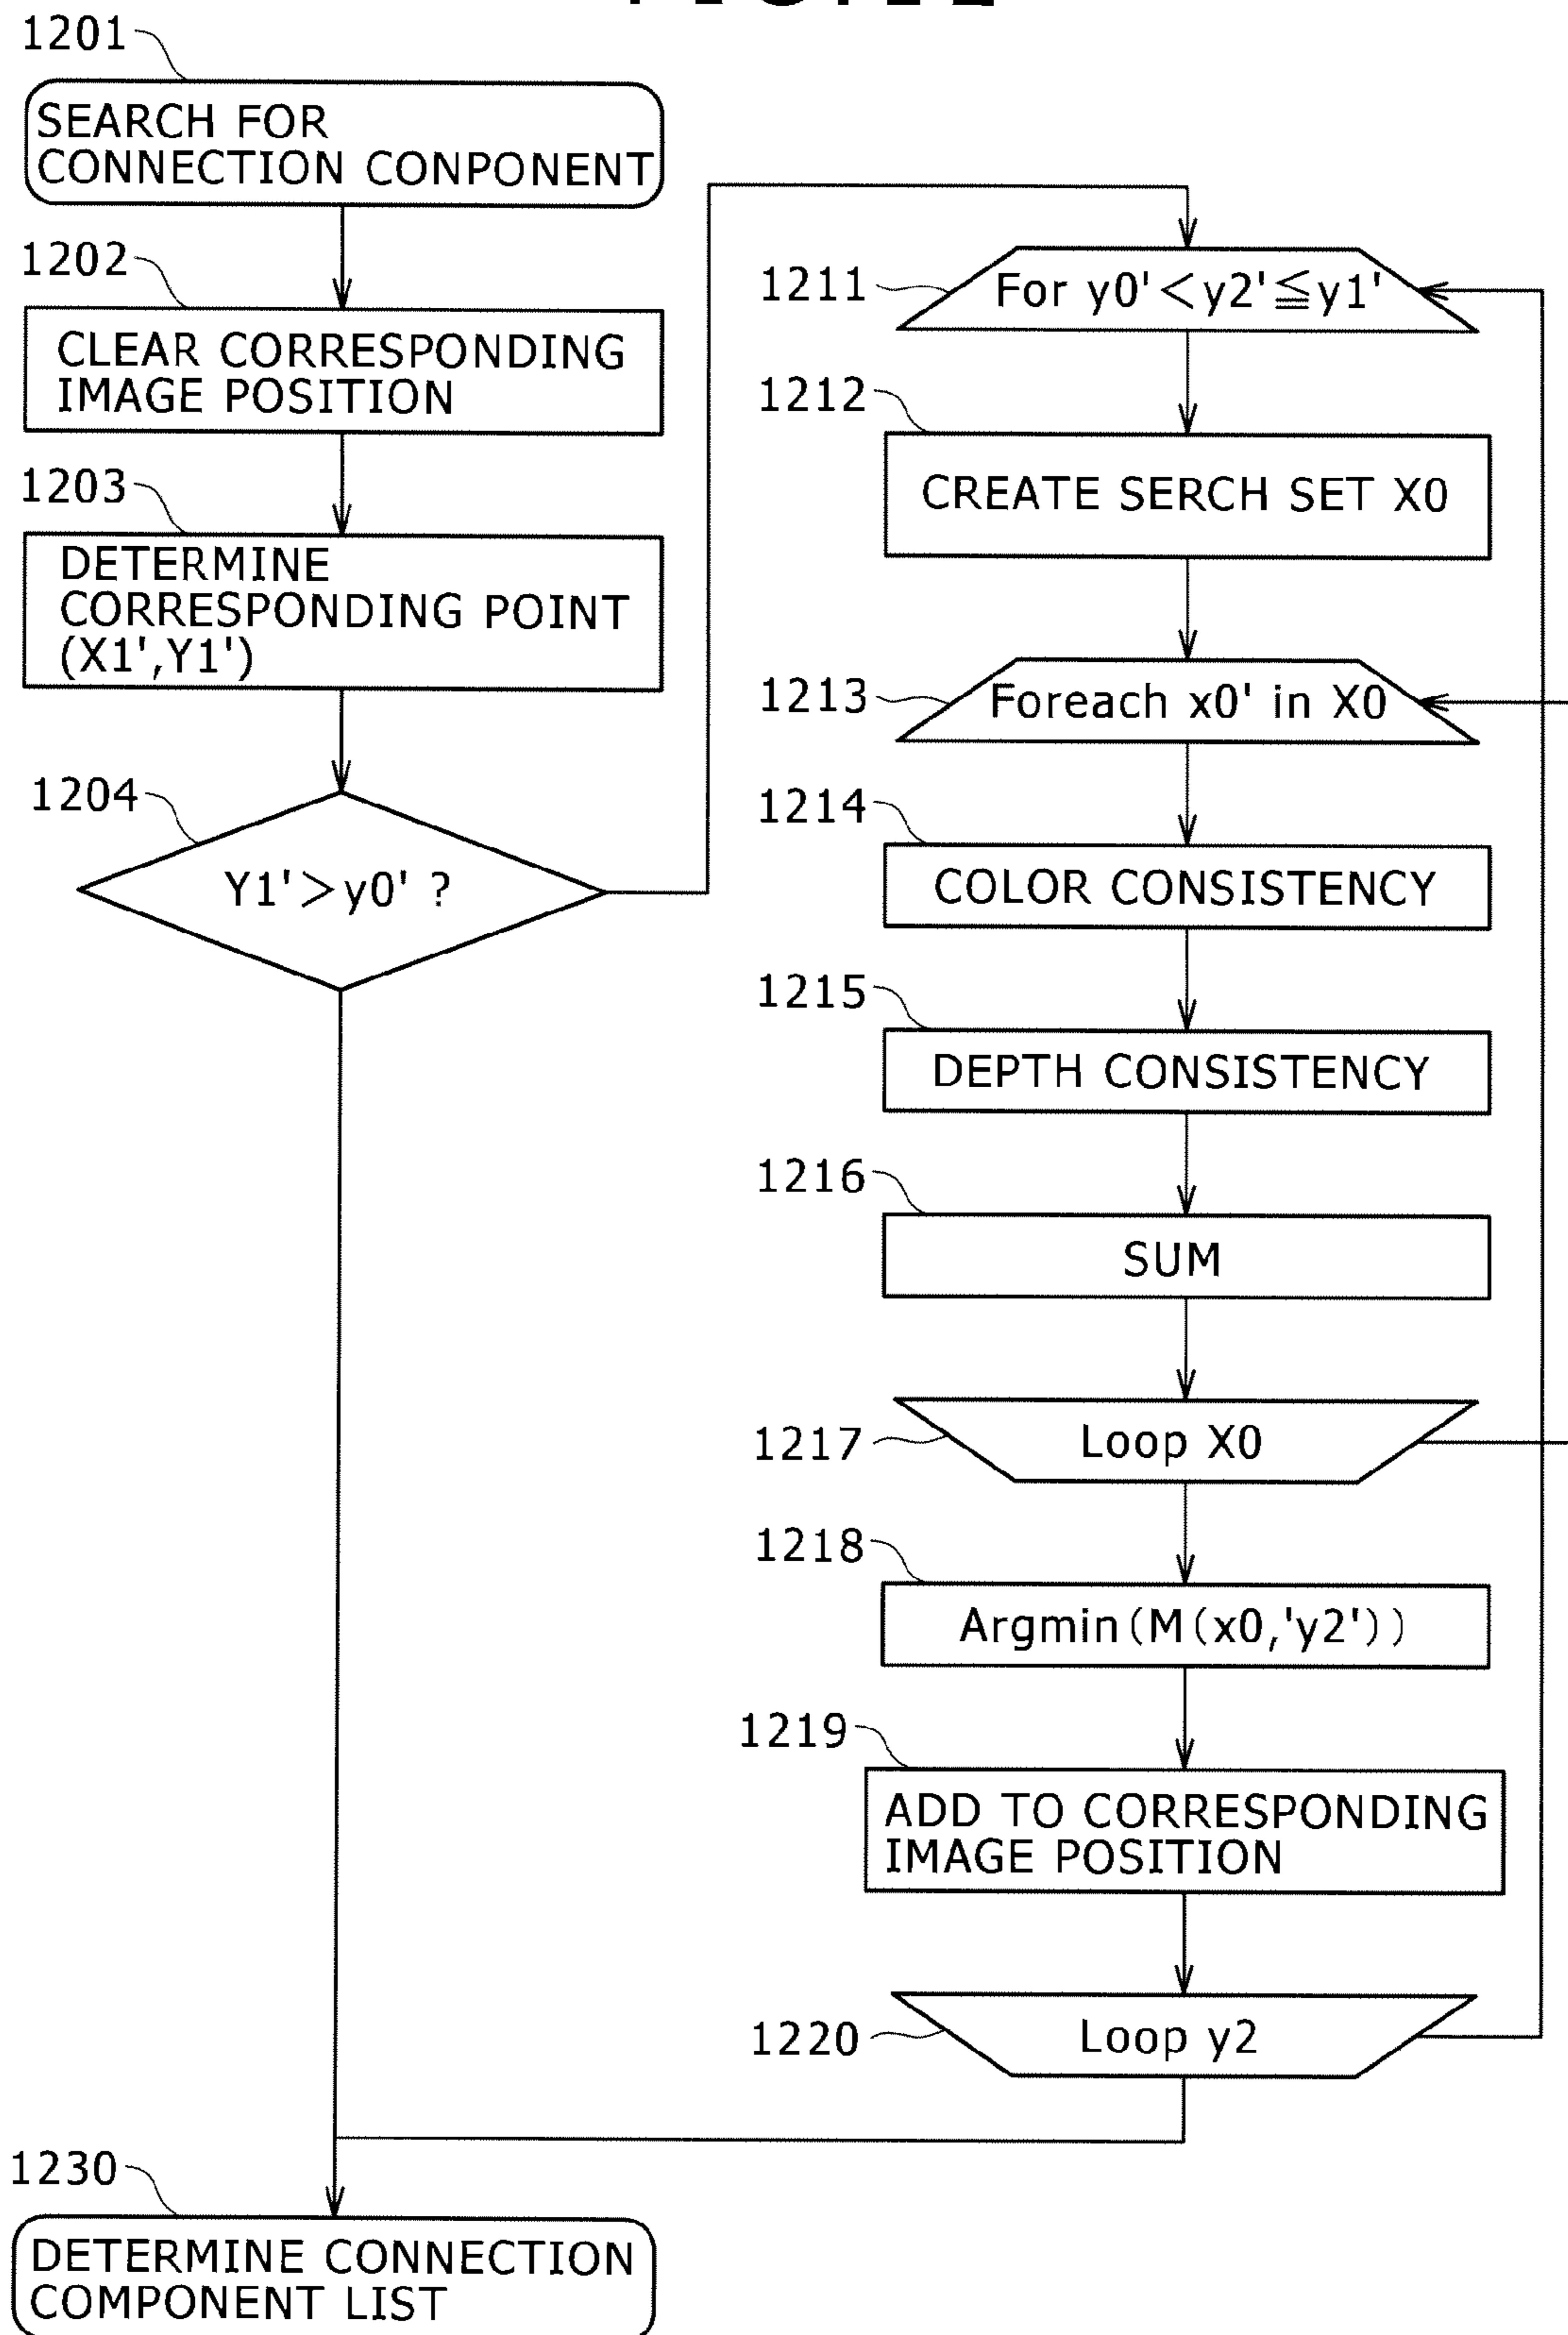 1201
SEARCH FOR
CONNECTION CONPONENT
1202
CLEAR CORRESPONDING
IMAGE POSITION
1203
DETERMINE
CORRESPONDING POINT
(X1',Y1')
1204
Y1'>y0' ?
1211
For y0'<y2'≦y1'
1212
CREATE SERCH SET X0
1213
Foreach x0' in X0
1214
COLOR CONSISTENCY
1215
DEPTH CONSISTENCY
1216
SUM
1217
Loop X0
1218
Argmin(M(x0,'y2'))
1219
ADD TO CORRESPONDING
IMAGE POSITION
1220
Loop y2
1230
DETERMINE CONNECTION
COMPONENT LIST